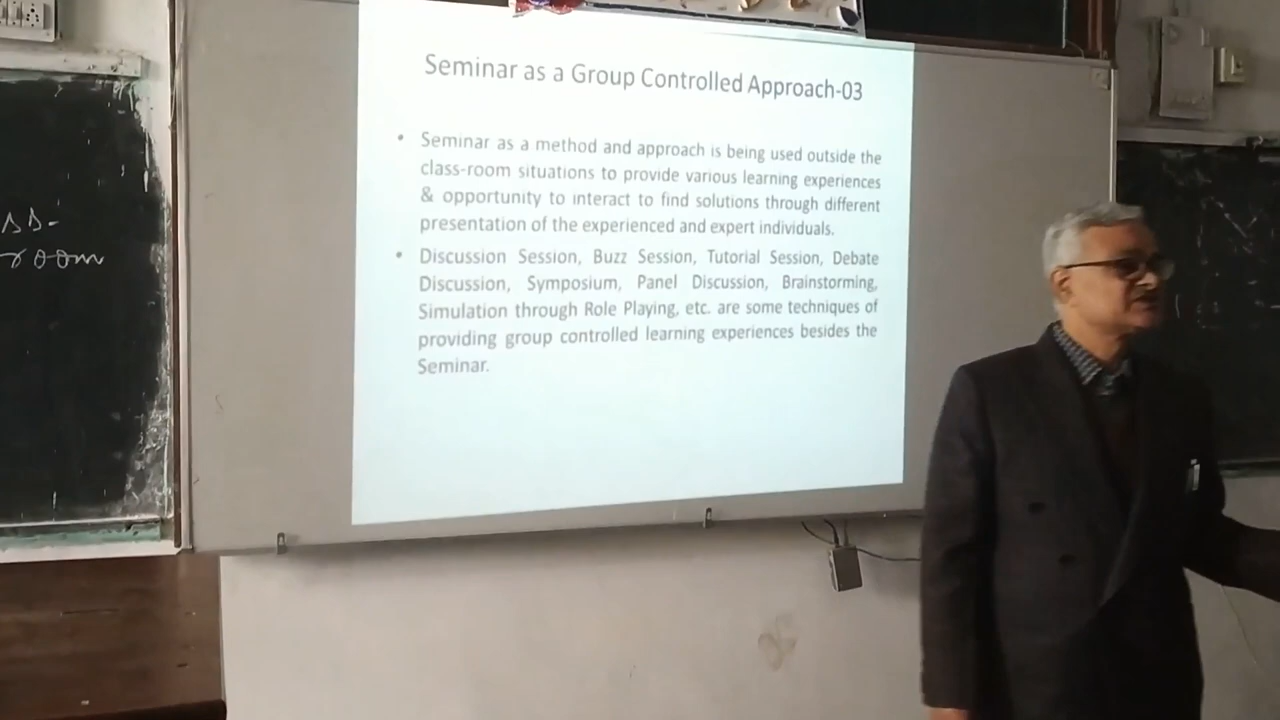 Seminar as a Group Controlled Approach-03
• Seminar as a method and approach is being used outside the
class-room situations to provide various learning experiences
& opportunity to interact to find solutions through different
presentation of the experienced and expert individuals.
• Discussion Session, Buzz Session, Tutorial Session, Debate
Discussion, Symposium, Panel Discussion, Brainstorming,
Simulation through Role Playing, etc. are some techniques of
providing group controlled learning experiences besides the
Seminar.
room